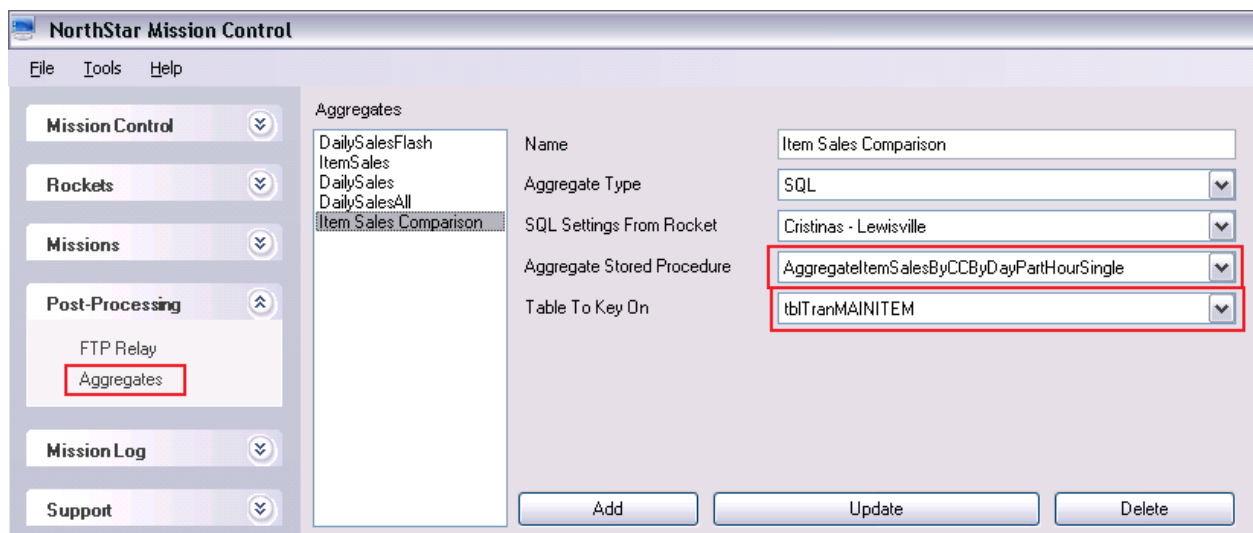 NorthStar Mission Control
File Tools Help
Mission Control
Rockets
Missions
Post-Processing
FTP Relay
Aggregates
Mission Log
Support
Aggregates
DailySalesFlash
ItemSales
DailySales
DailySalesAll
Item Sales Comparison
Name
Item Sales Comparison
Aggregate Type
SQL
SQL Settings From Rocket
Cristinas - Lewisville
Aggregate Stored Procedure
AggregateItemSalesByCCByDayPartHourSingle
Table To Key On
tblTranMAINITEM
Add Update Delete